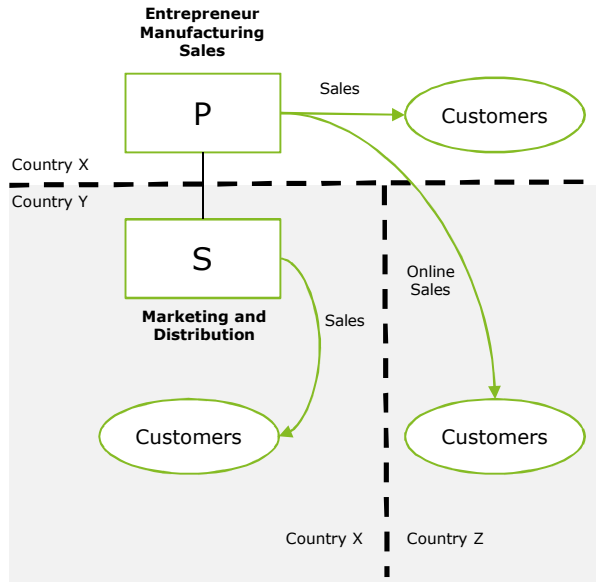 Entrepreneur
Manufacturing
Sales
P
Sales
Customers
Country X
Country Y
S
Marketing and
Distribution
Sales
Online
Sales
Customers
Customers
Country X
Country Z